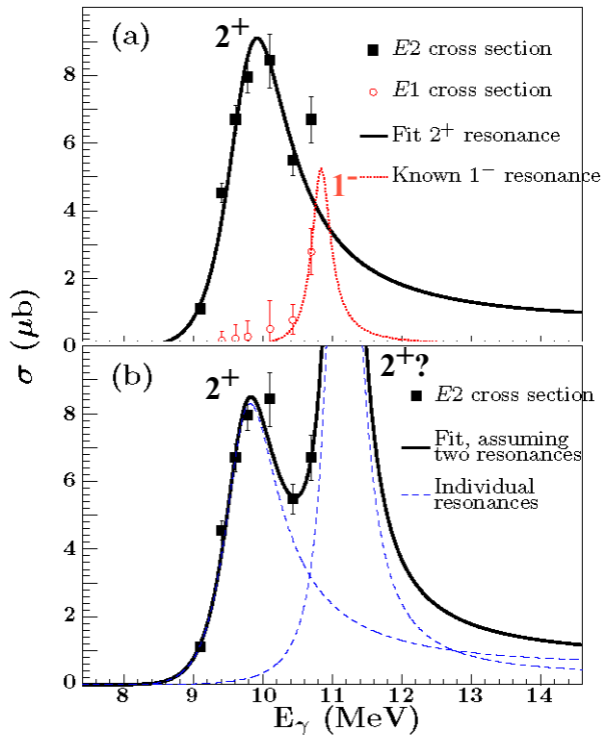 (a)
2+
E2 cross section
E1 cross section
Fit 2+ resonance
1-
Known 1− resonance
8
6
4
2
0
σ (μb)
(b)
2+
2+?
E2 cross section
Fit, assuming
two resonances
Individual
resonances
8
6
4
2
0
8 9 10 11 12 13 14
Eγ (MeV)